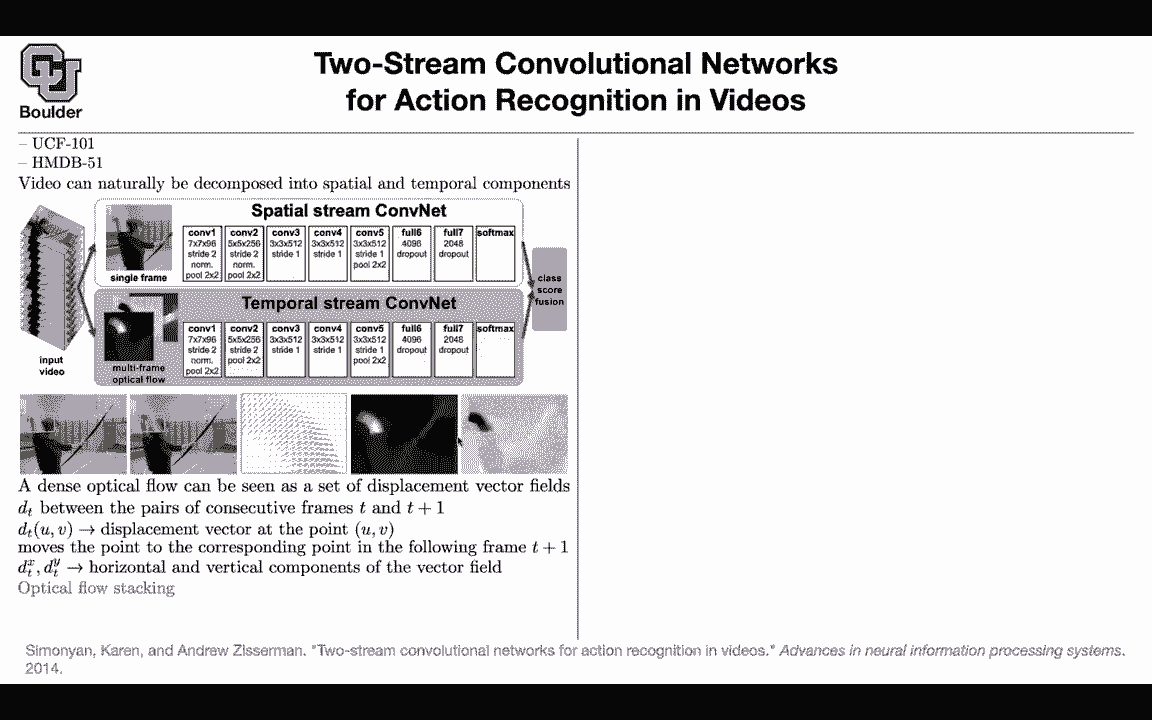 Boulder
Two-Stream Convolutional Networks
for Action Recognition in Videos
– UCF-101
– HMDB-51
Video can naturally be decomposed into spatial and temporal components
Spatial stream ConvNet
single frame
conv1
7x7x96
stride 2
norm.
pool 2x2
conv2
5x5x256
stride 2
norm.
pool 2x2
conv3
3x3x512
stride 1
conv4
3x3x512
stride 1
conv5
3x3x512
stride 1
pool 2x2
full6
4096
dropout
full7
2048
dropout
softmax
Temporal stream ConvNet
input
video
multi-frame
optical flow
conv1
7x7x96
stride 2
norm.
pool 2x2
conv2
5x5x256
stride 2
pool 2x2
conv3
3x3x512
stride 1
conv4
3x3x512
stride 1
conv5
3x3x512
stride 1
pool 2x2
full6
4096
dropout
full7
2048
dropout
softmax
class
score
fusion
A dense optical flow can be seen as a set of displacement vector fields
d_t between the pairs of consecutive frames t and t + 1
d_t(u, v) → displacement vector at the point (u, v)
moves the point to the corresponding point in the following frame t + 1
d_t^x, d_t^y → horizontal and vertical components of the vector field
Optical flow stacking
Simonyan, Karen, and Andrew Zisserman. "Two-stream convolutional networks for action recognition in videos." Advances in neural information processing systems.
2014.